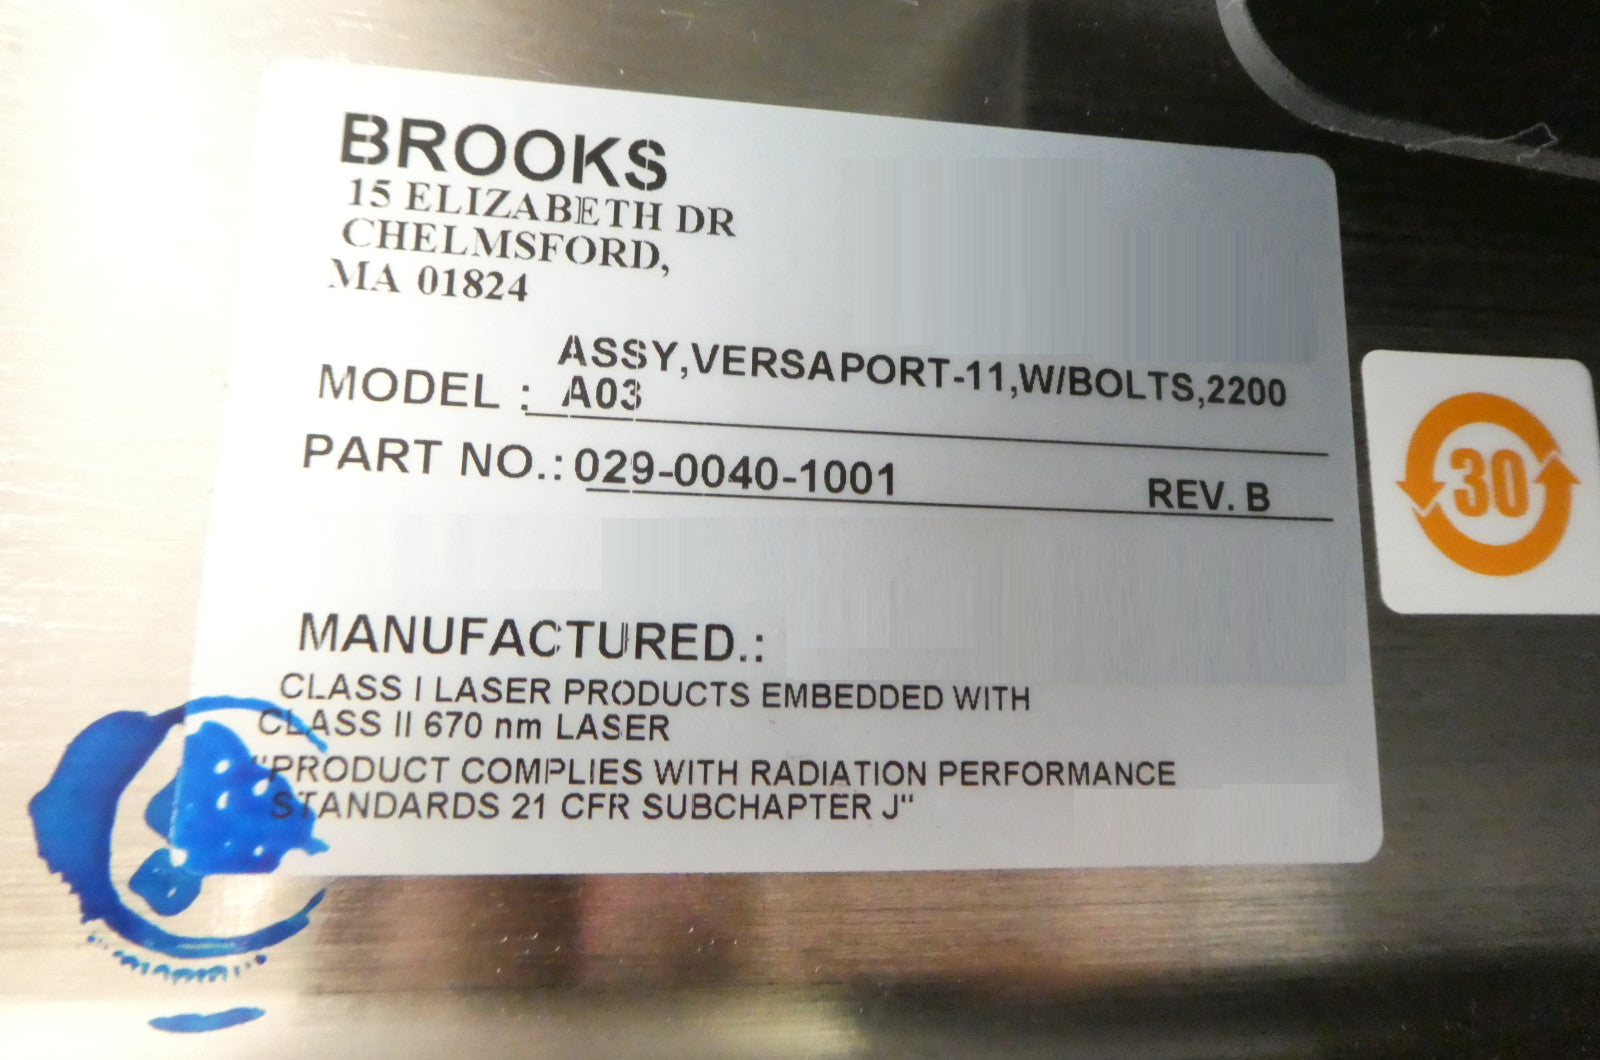 BROOKS
15 ELIZABETH DR
CHELMSFORD,
MA 01824
ASSY,VERSAPORT-11,W/BOLTS,2200
MODEL : A03
PART NO.: 029-0040-1001 REV. B
MANUFACTURED.:
CLASS I LASER PRODUCTS EMBEDDED WITH
CLASS II 670 nm LASER
"PRODUCT COMPLIES WITH RADIATION PERFORMANCE
STANDARDS 21 CFR SUBCHAPTER J"
30